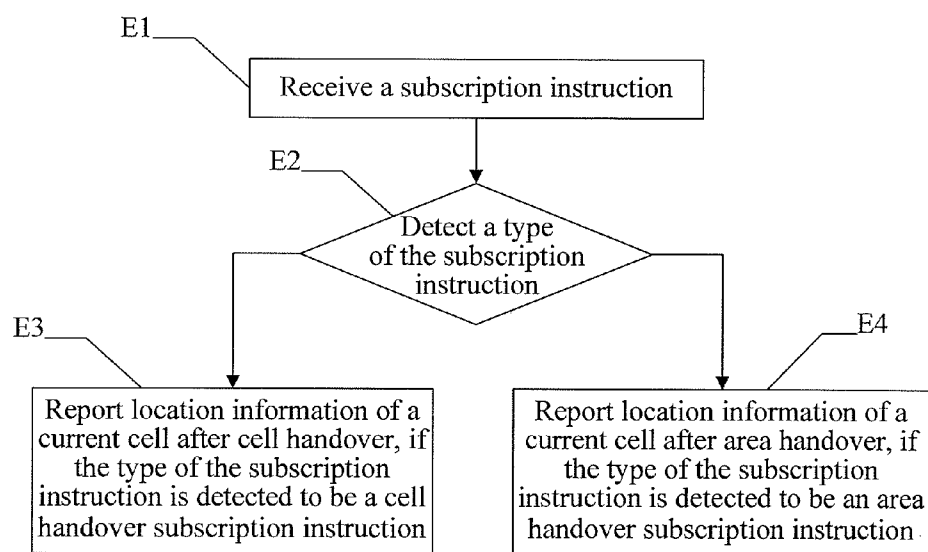 E1
Receive a subscription instruction
E2
Detect a type
of the subscription
instruction
E3
E4
Report location information of a
current cell after cell handover, if
the type of the subscription
instruction is detected to be a cell
handover subscription instruction
Report location information of a
current cell after area handover, if
the type of the subscription
instruction is detected to be an area
handover subscription instruction